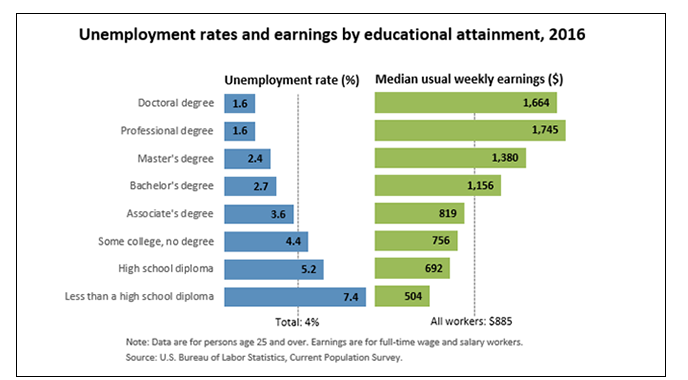 Unemployment rates and earnings by educational attainment, 2016
Unemployment rate (%) Median usual weekly earnings ($)
Doctoral degree 1.6 1,664
Professional degree 1.6 1,745
Master's degree 2.4 1,380
Bachelor's degree 2.7 1,156
Associate's degree 3.6 819
Some college, no degree 4.4 756
High school diploma 5.2 692
Less than a high school diploma 7.4 504
Total: 4% All workers: $885
Note: Data are for persons age 25 and over. Earnings are for full-time wage and salary workers.
Source: U.S. Bureau of Labor Statistics, Current Population Survey.